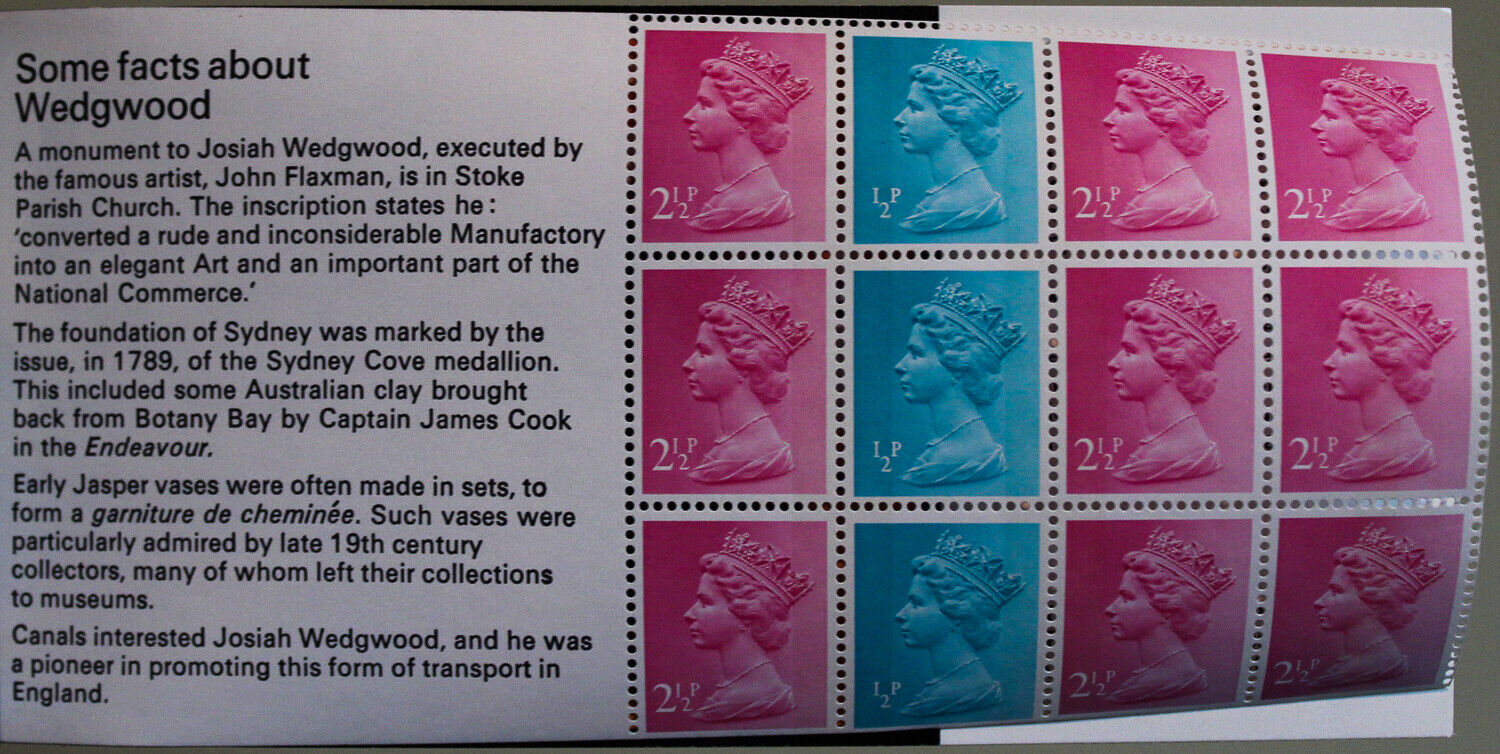 Some facts about
Wedgwood
A monument to Josiah Wedgwood, executed by
the famous artist, John Flaxman, is in Stoke
Parish Church. The inscription states he:
‘converted a rude and inconsiderable Manufactory
into an elegant Art and an important part of the
National Commerce.’
The foundation of Sydney was marked by the
issue, in 1789, of the Sydney Cove medallion.
This included some Australian clay brought
back from Botany Bay by Captain James Cook
in the Endeavour.
Early Jasper vases were often made in sets, to
form a garniture de cheminée. Such vases were
particularly admired by late 19th century
collectors, many of whom left their collections
to museums.
Canals interested Josiah Wedgwood, and he was
a pioneer in promoting this form of transport in
England.
2½P ½P 2½P 2½P
2½P ½P 2½P 2½P
2½P ½P 2½P 2½P